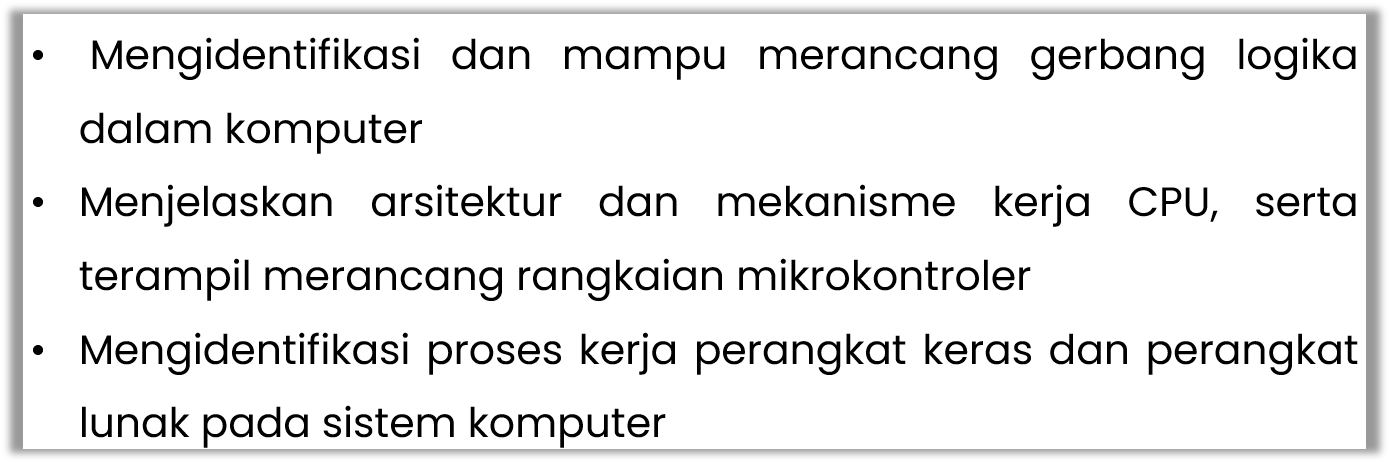 • Mengidentifikasi dan mampu merancang gerbang logika
dalam komputer
• Menjelaskan arsitektur dan mekanisme kerja CPU, serta
terampil merancang rangkaian mikrokontroler
• Mengidentifikasi proses kerja perangkat keras dan perangkat
lunak pada sistem komputer